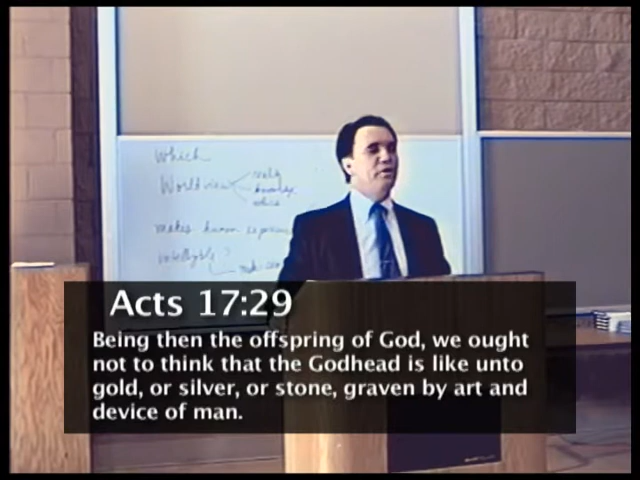 which
Worldview
makes human experience
intelligible?
Acts 17:29
Being then the offspring of God, we ought
not to think that the Godhead is like unto
gold, or silver, or stone, graven by art and
device of man.